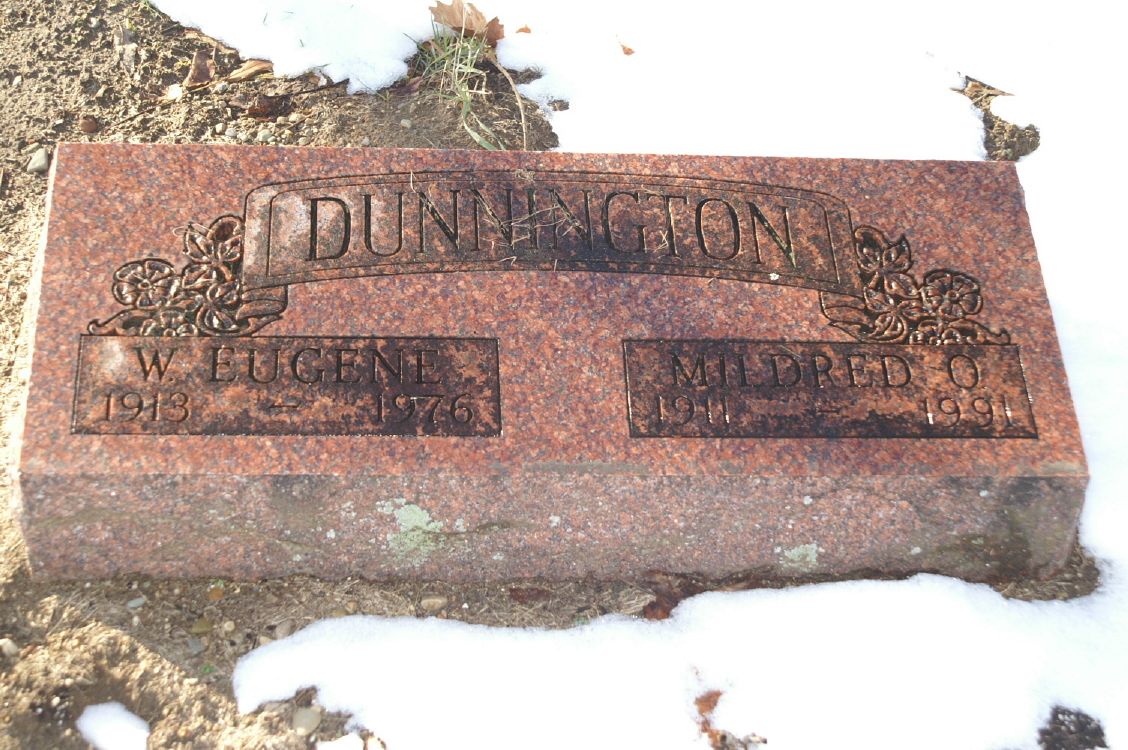 DUNNINGTON
W. EUGENE
1913 – 1976
MILDRED O.
1911 – 1991